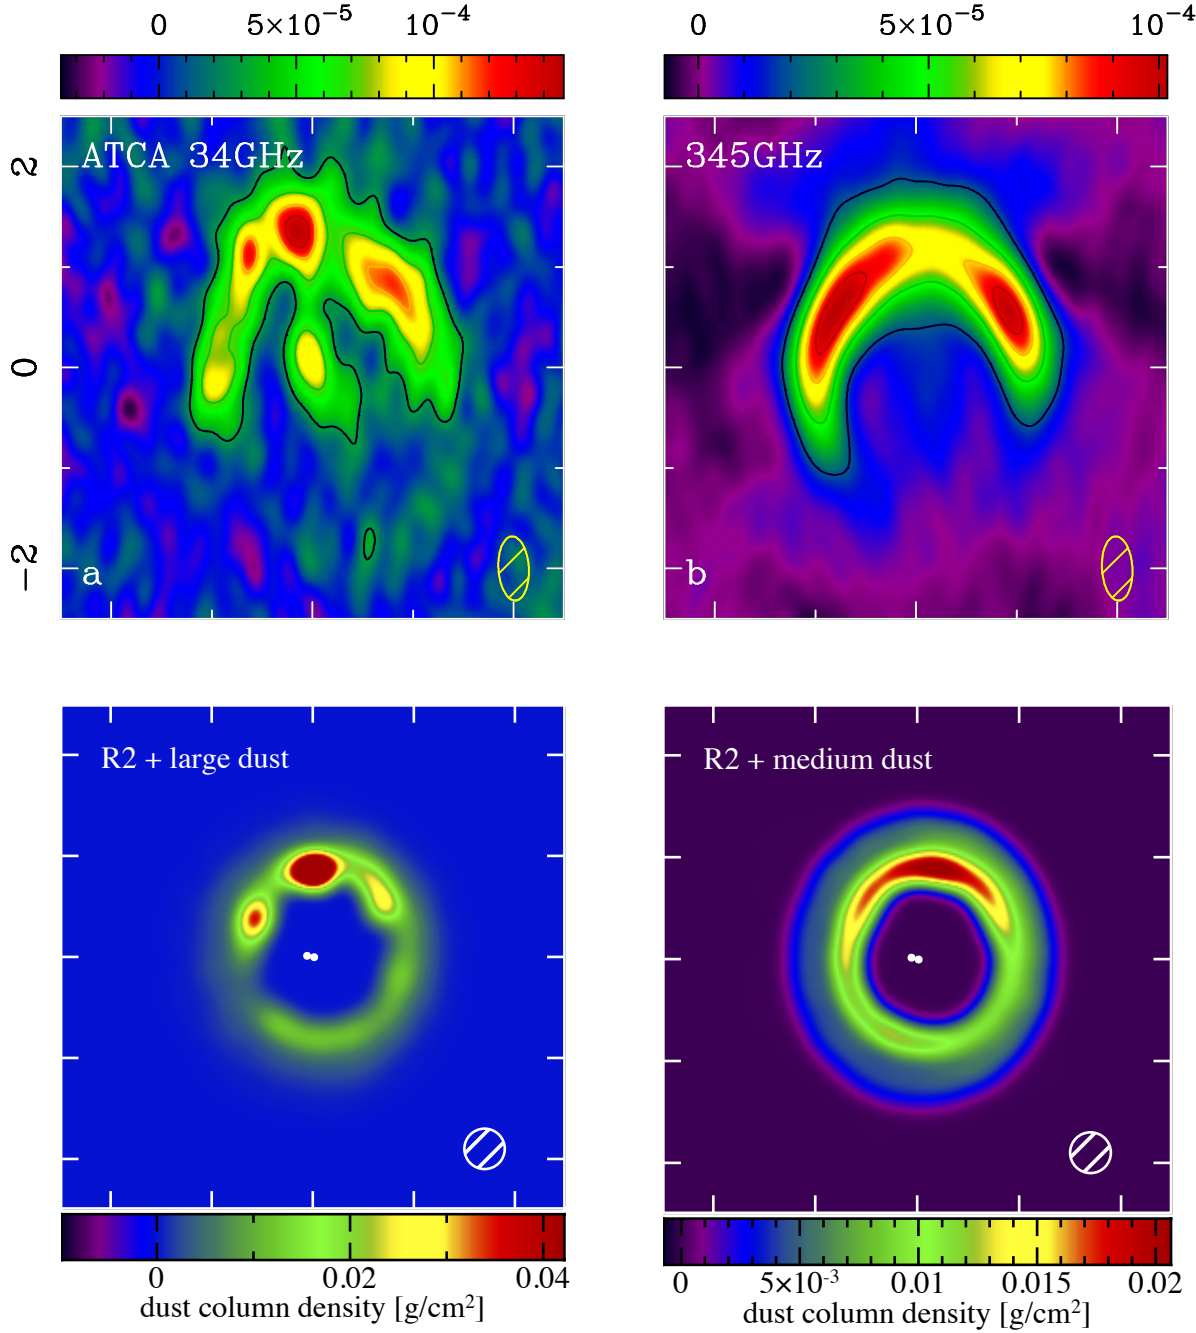 0 5×10⁻⁵ 10⁻⁴
0 5×10⁻⁵ 10⁻⁴
ATCA 34GHz
345GHz
2
0
−2
a
b
R2 + large dust
R2 + medium dust
0 0.02 0.04
dust column density [g/cm²]
0 5×10⁻³ 0.01 0.015 0.02
dust column density [g/cm²]